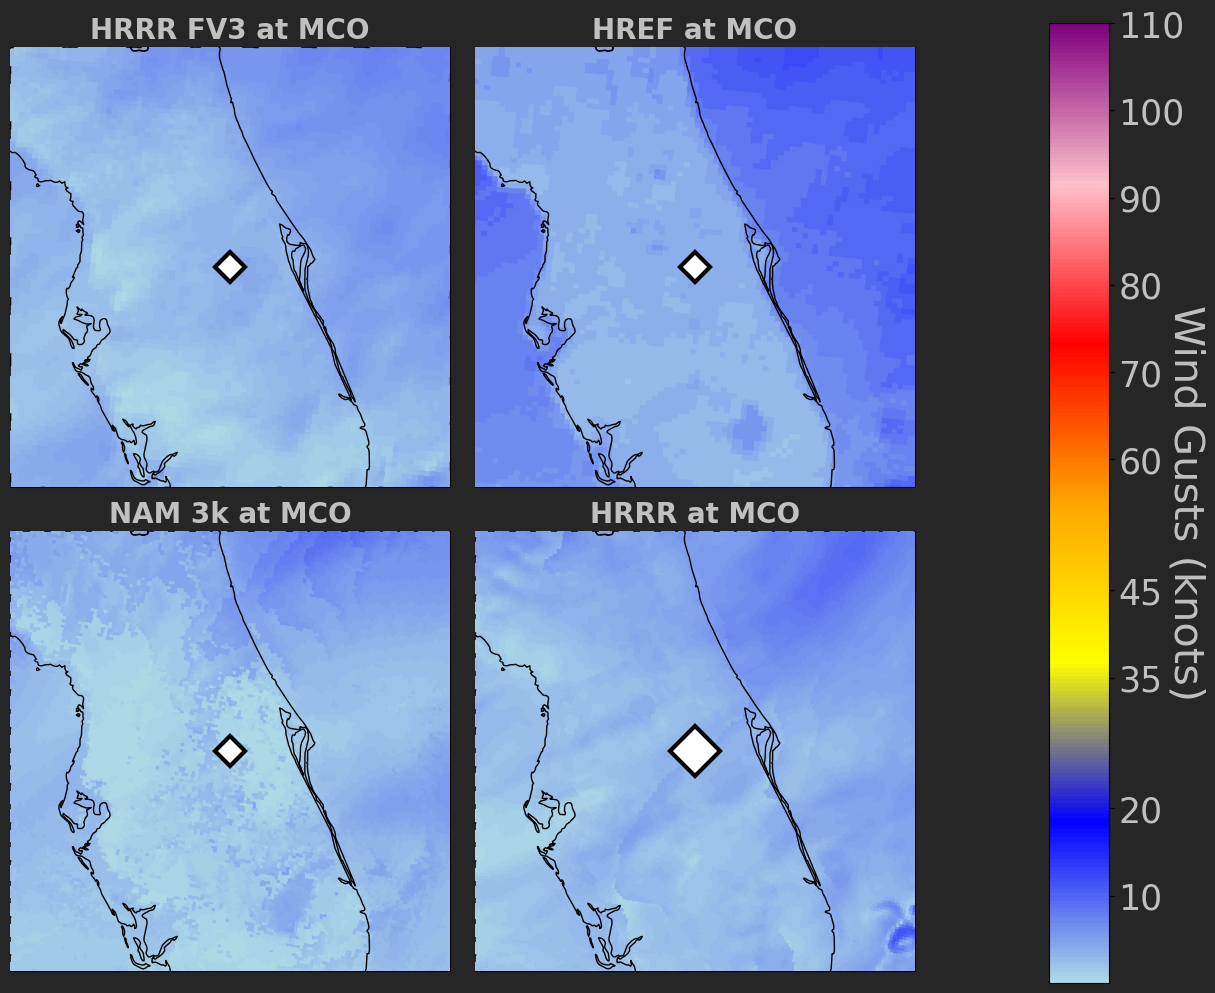 HRRR FV3 at MCO
HREF at MCO
NAM 3k at MCO
HRRR at MCO
110
100
90
80
70
60
45
35
20
10
Wind Gusts (knots)